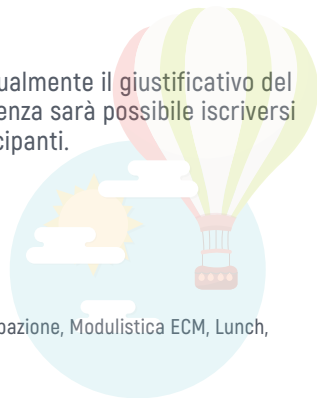 ualmente il giustificativo del
enza sarà possibile iscriversi
cipanti.
pazione, Modulistica ECM, Lunch,